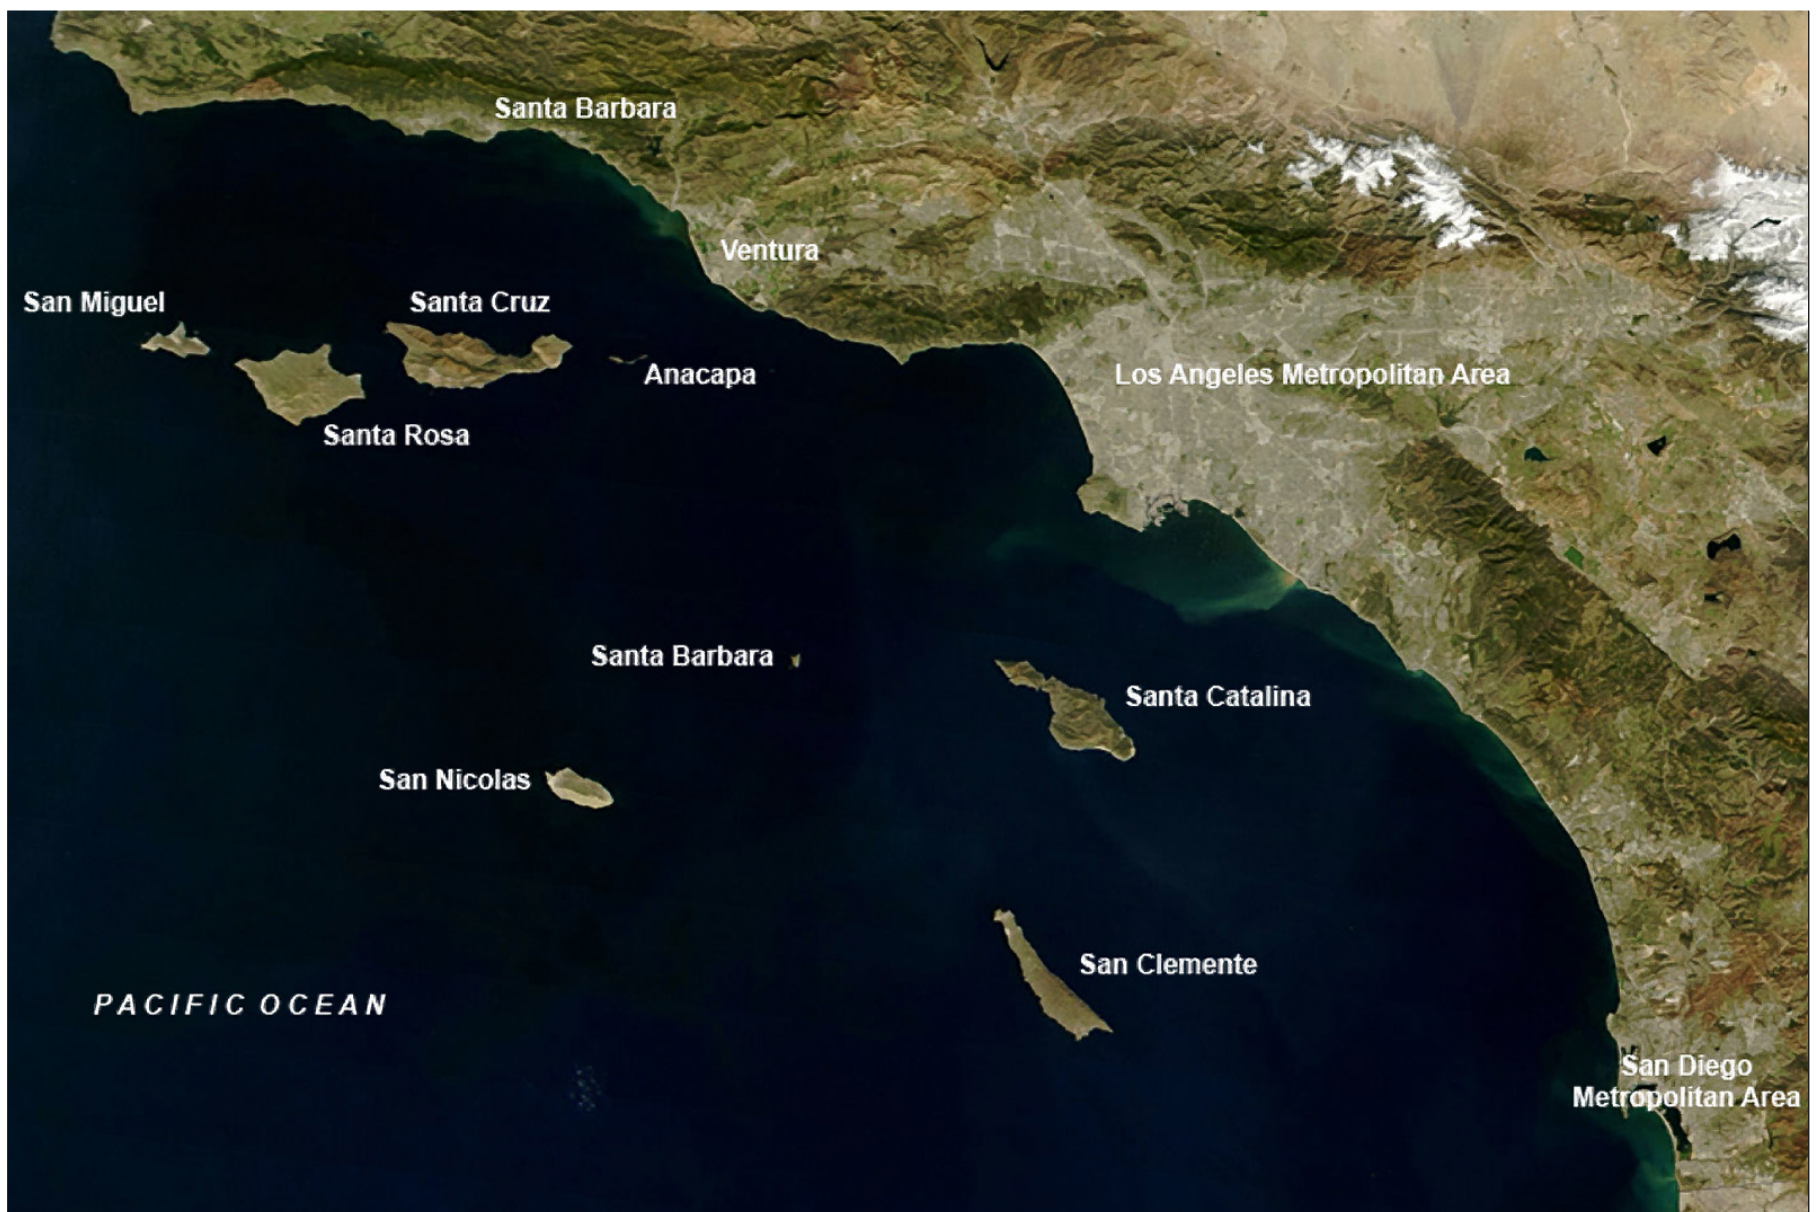 Santa Barbara
Ventura
San Miguel
Santa Cruz
Anacapa
Los Angeles Metropolitan Area
Santa Rosa
Santa Barbara
Santa Catalina
San Nicolas
San Clemente
PACIFIC OCEAN
San Diego
Metropolitan Area